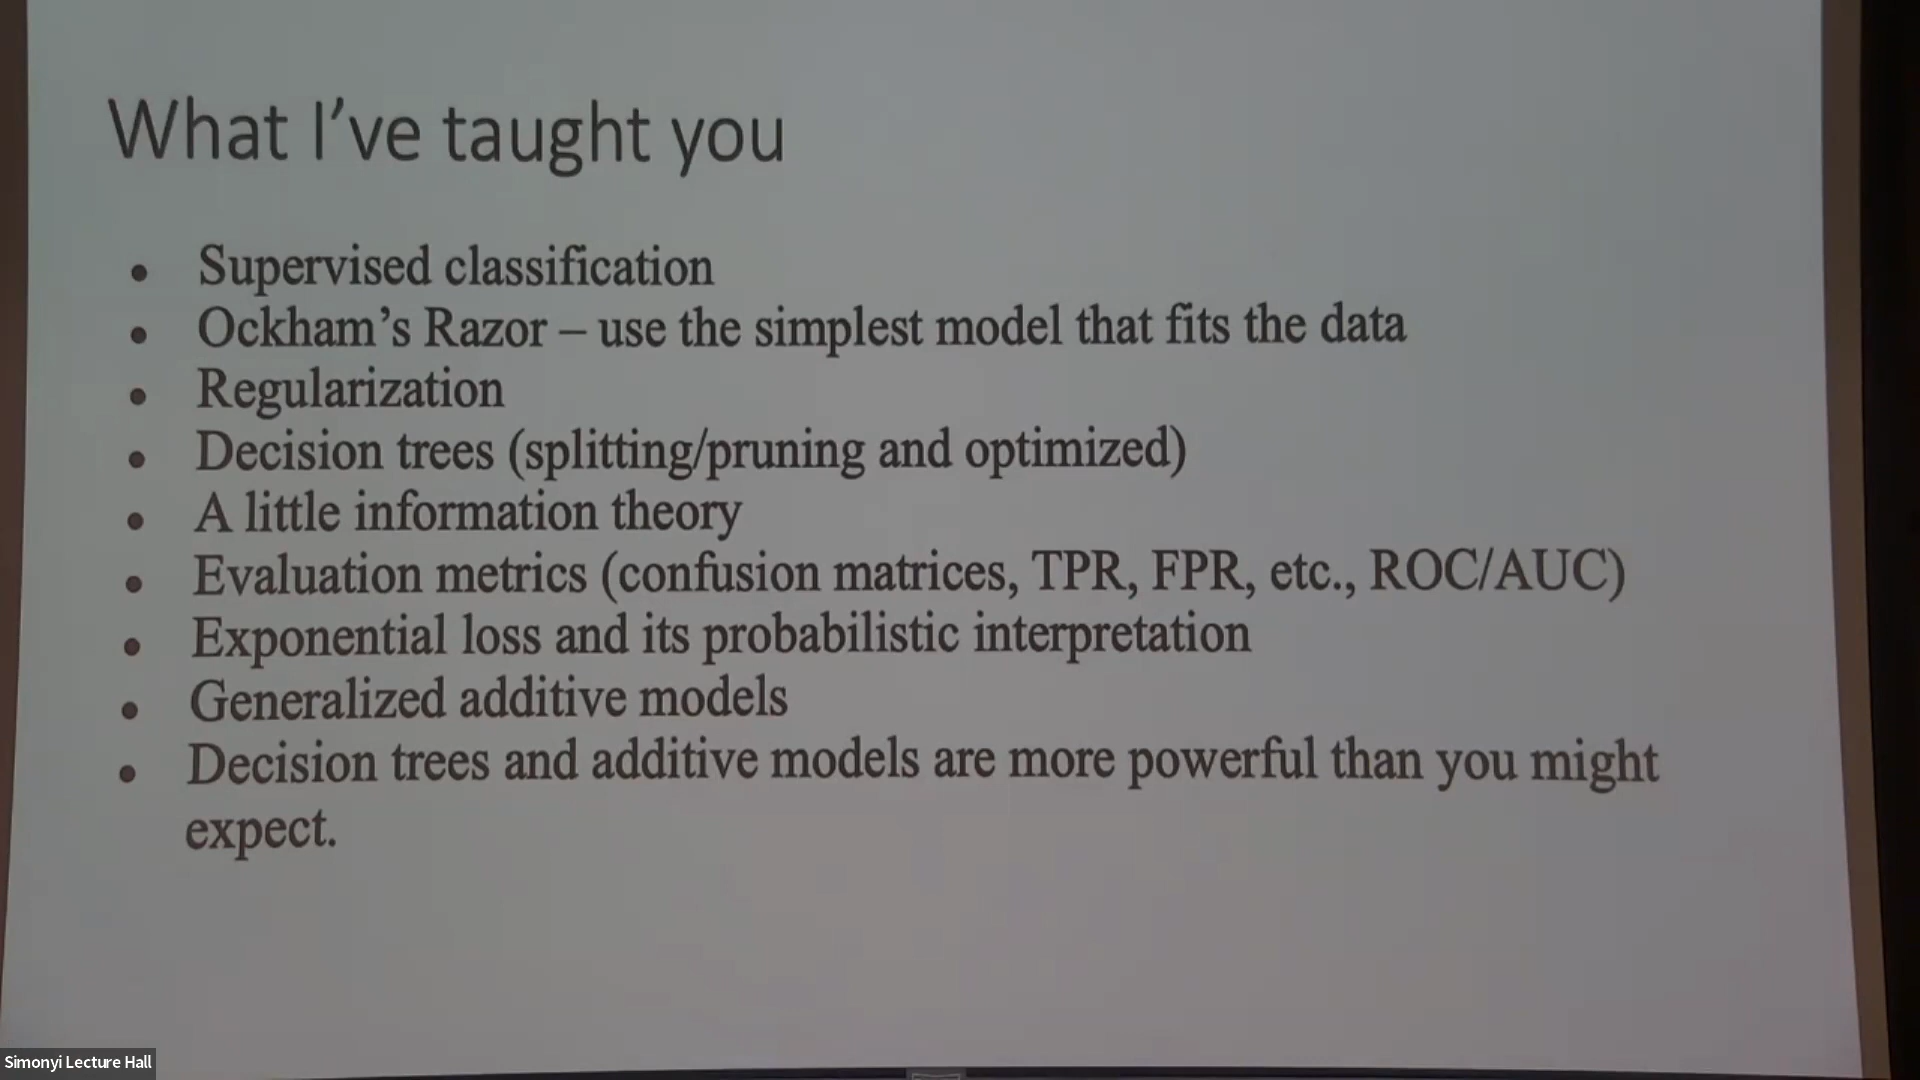 What I've taught you
• Supervised classification
• Ockham's Razor – use the simplest model that fits the data
• Regularization
• Decision trees (splitting/pruning and optimized)
• A little information theory
• Evaluation metrics (confusion matrices, TPR, FPR, etc., ROC/AUC)
• Exponential loss and its probabilistic interpretation
• Generalized additive models
• Decision trees and additive models are more powerful than you might
expect.
Simonyi Lecture Hall